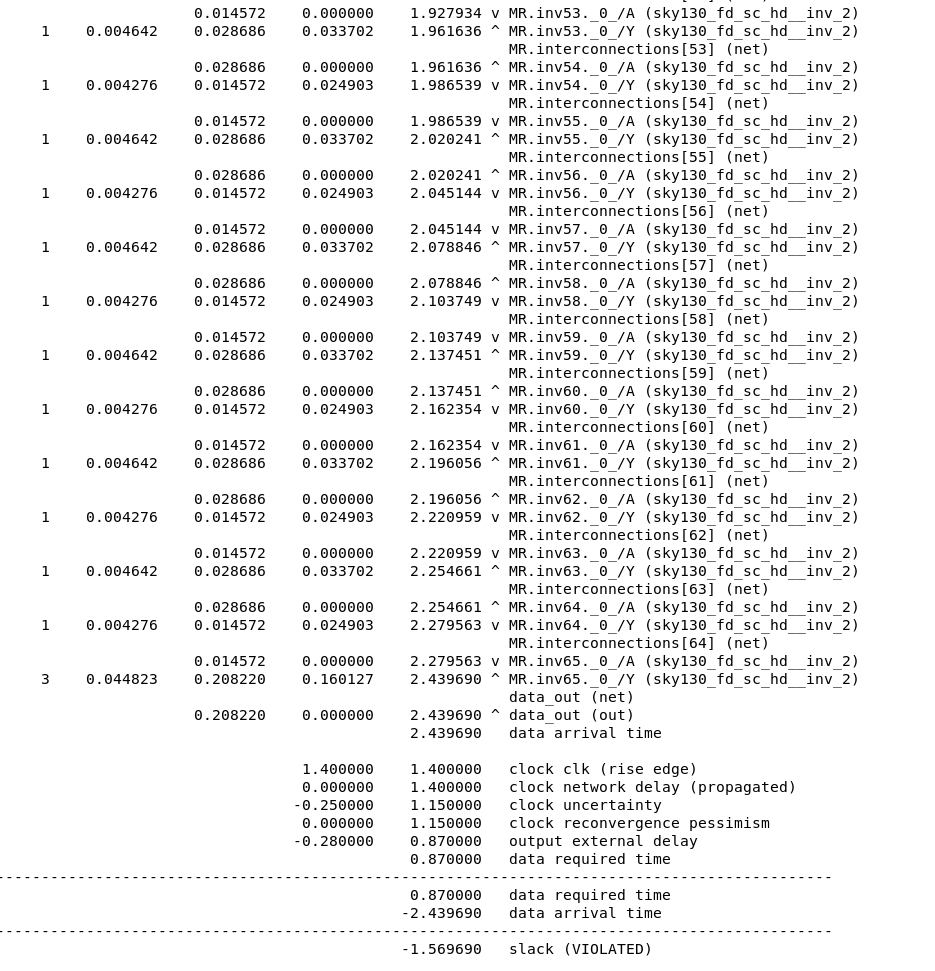 0.014572 0.000000 1.927934 v MR.inv53._0_/A (sky130_fd_sc_hd__inv_2)
1 0.004642 0.028686 0.033702 1.961636 ^ MR.inv53._0_/Y (sky130_fd_sc_hd__inv_2)
MR.interconnections[53] (net)
0.028686 0.000000 1.961636 ^ MR.inv54._0_/A (sky130_fd_sc_hd__inv_2)
1 0.004276 0.014572 0.024903 1.986539 v MR.inv54._0_/Y (sky130_fd_sc_hd__inv_2)
MR.interconnections[54] (net)
0.014572 0.000000 1.986539 v MR.inv55._0_/A (sky130_fd_sc_hd__inv_2)
1 0.004642 0.028686 0.033702 2.020241 ^ MR.inv55._0_/Y (sky130_fd_sc_hd__inv_2)
MR.interconnections[55] (net)
0.028686 0.000000 2.020241 ^ MR.inv56._0_/A (sky130_fd_sc_hd__inv_2)
1 0.004276 0.014572 0.024903 2.045144 v MR.inv56._0_/Y (sky130_fd_sc_hd__inv_2)
MR.interconnections[56] (net)
0.014572 0.000000 2.045144 v MR.inv57._0_/A (sky130_fd_sc_hd__inv_2)
1 0.004642 0.028686 0.033702 2.078846 ^ MR.inv57._0_/Y (sky130_fd_sc_hd__inv_2)
MR.interconnections[57] (net)
0.028686 0.000000 2.078846 ^ MR.inv58._0_/A (sky130_fd_sc_hd__inv_2)
1 0.004276 0.014572 0.024903 2.103749 v MR.inv58._0_/Y (sky130_fd_sc_hd__inv_2)
MR.interconnections[58] (net)
0.014572 0.000000 2.103749 v MR.inv59._0_/A (sky130_fd_sc_hd__inv_2)
1 0.004642 0.028686 0.033702 2.137451 ^ MR.inv59._0_/Y (sky130_fd_sc_hd__inv_2)
MR.interconnections[59] (net)
0.028686 0.000000 2.137451 ^ MR.inv60._0_/A (sky130_fd_sc_hd__inv_2)
1 0.004276 0.014572 0.024903 2.162354 v MR.inv60._0_/Y (sky130_fd_sc_hd__inv_2)
MR.interconnections[60] (net)
0.014572 0.000000 2.162354 v MR.inv61._0_/A (sky130_fd_sc_hd__inv_2)
1 0.004642 0.028686 0.033702 2.196056 ^ MR.inv61._0_/Y (sky130_fd_sc_hd__inv_2)
MR.interconnections[61] (net)
0.028686 0.000000 2.196056 ^ MR.inv62._0_/A (sky130_fd_sc_hd__inv_2)
1 0.004276 0.014572 0.024903 2.220959 v MR.inv62._0_/Y (sky130_fd_sc_hd__inv_2)
MR.interconnections[62] (net)
0.014572 0.000000 2.220959 v MR.inv63._0_/A (sky130_fd_sc_hd__inv_2)
1 0.004642 0.028686 0.033702 2.254661 ^ MR.inv63._0_/Y (sky130_fd_sc_hd__inv_2)
MR.interconnections[63] (net)
0.028686 0.000000 2.254661 ^ MR.inv64._0_/A (sky130_fd_sc_hd__inv_2)
1 0.004276 0.014572 0.024903 2.279563 v MR.inv64._0_/Y (sky130_fd_sc_hd__inv_2)
MR.interconnections[64] (net)
0.014572 0.000000 2.279563 v MR.inv65._0_/A (sky130_fd_sc_hd__inv_2)
3 0.044823 0.208220 0.160127 2.439690 ^ MR.inv65._0_/Y (sky130_fd_sc_hd__inv_2)
data_out (net)
0.208220 0.000000 2.439690 ^ data_out (out)
2.439690 data arrival time
1.400000 1.400000 clock clk (rise edge)
0.000000 1.400000 clock network delay (propagated)
-0.250000 1.150000 clock uncertainty
0.000000 1.150000 clock reconvergence pessimism
-0.280000 0.870000 output external delay
0.870000 data required time
---------------------------------------------------------------------------------------------
0.870000 data required time
-2.439690 data arrival time
---------------------------------------------------------------------------------------------
-1.569690 slack (VIOLATED)